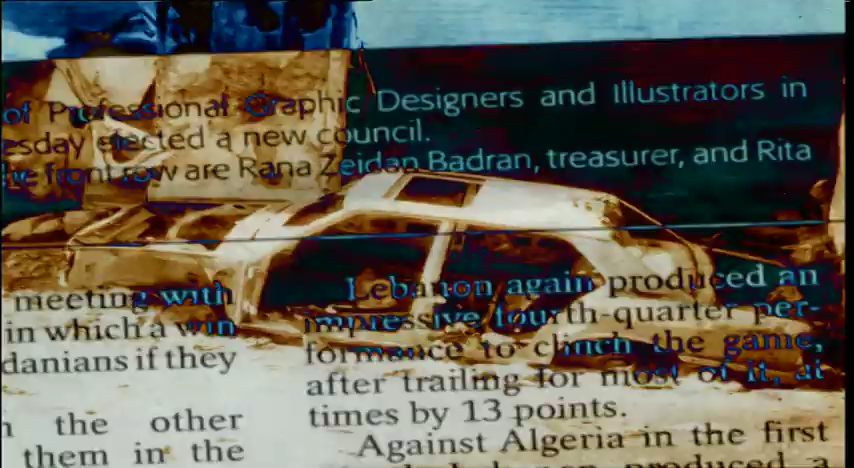 of Professional Graphic Designers and Illustrators in
esday elected a new council.
he front row are Rana Zeidan Badran, treasurer, and Rita
meeting with
in which a win
danians if they
the other
them in the
Lebanon again produced an
impressive fourth-quarter per-
formance to clinch the game,
after trailing for most of it, at
times by 13 points.
Against Algeria in the first
produced a